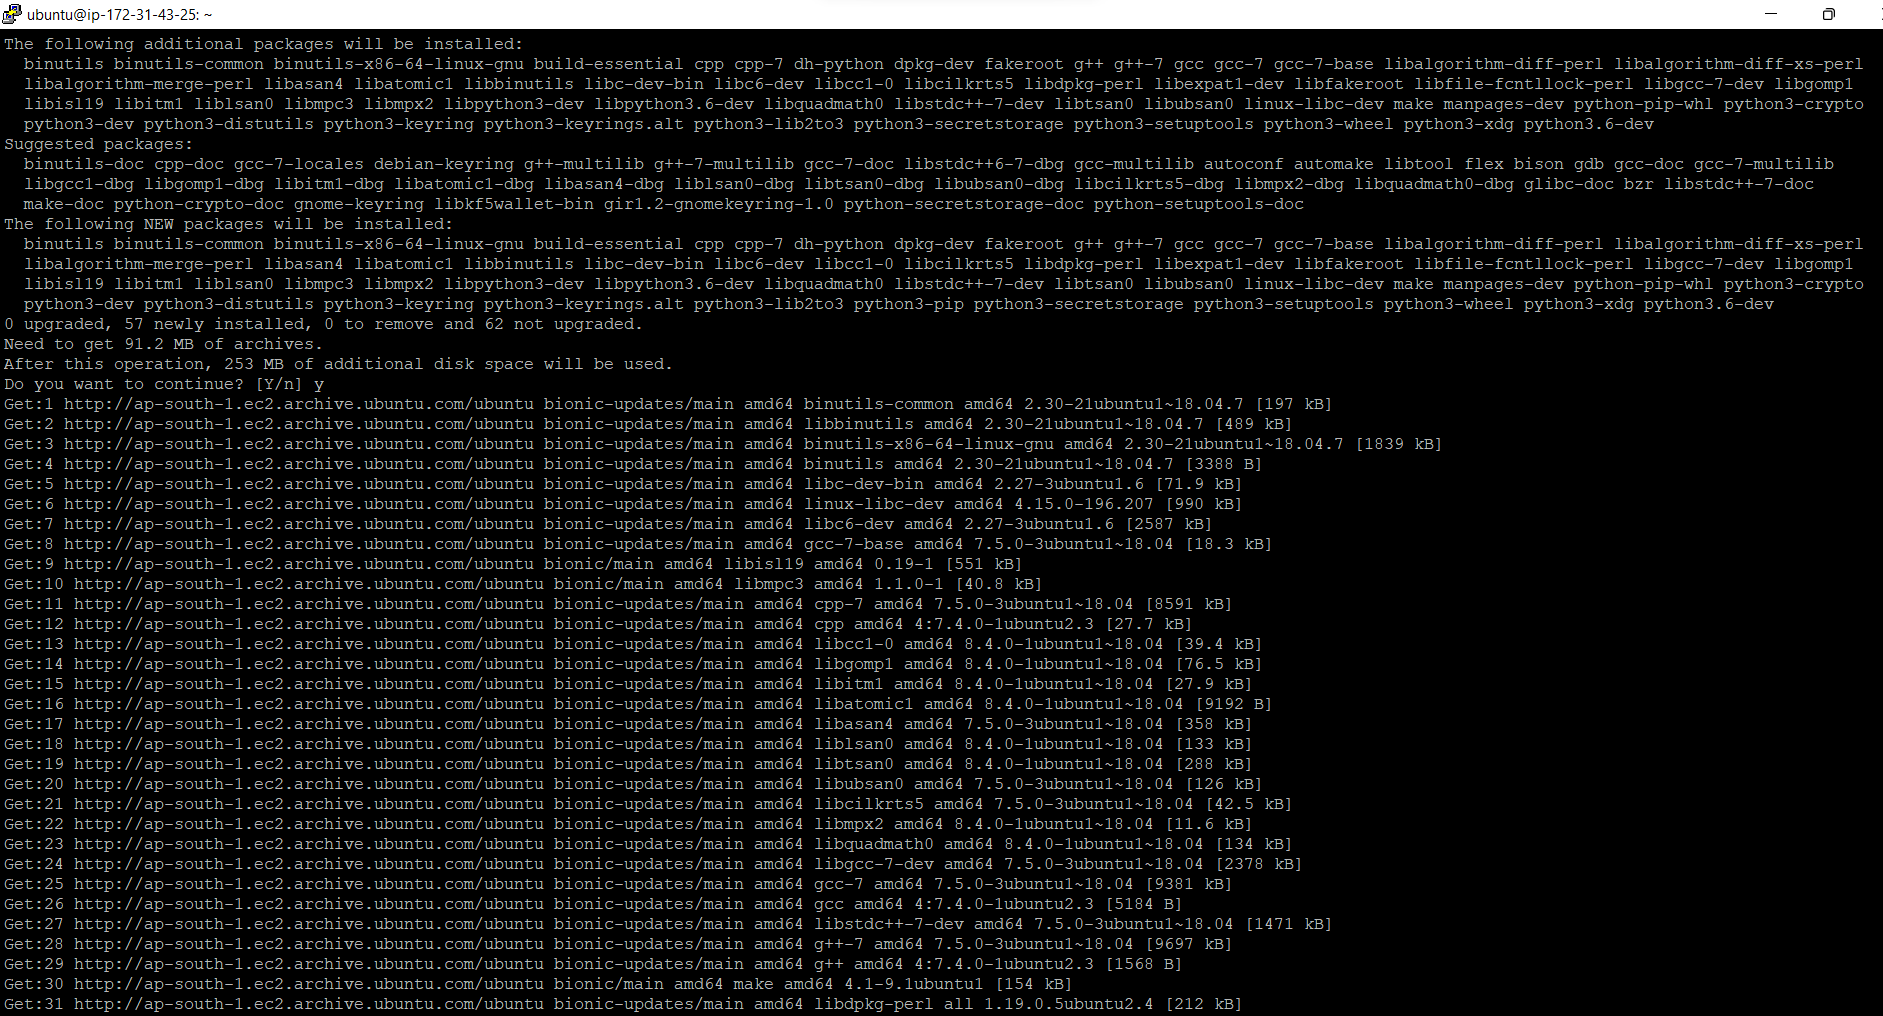 ubuntu@ip-172-31-43-25: ~
The following additional packages will be installed:
binutils binutils-common binutils-x86-64-linux-gnu build-essential cpp cpp-7 dh-python dpkg-dev fakeroot g++ g++-7 gcc gcc-7 gcc-7-base libalgorithm-diff-perl libalgorithm-diff-xs-perl
libalgorithm-merge-perl libasan4 libatomic1 libbinutils libc-dev-bin libc6-dev libcc1-0 libcilkrts5 libdpkg-perl libexpat1-dev libfakeroot libfile-fcntllock-perl libgcc-7-dev libgomp1
libisl19 libitm1 liblsan0 libmpc3 libmpx2 libpython3-dev libpython3.6-dev libquadmath0 libstdc++-7-dev libtsan0 libubsan0 linux-libc-dev make manpages-dev python-pip-whl python3-crypto
python3-dev python3-distutils python3-keyring python3-keyrings.alt python3-lib2to3 python3-secretstorage python3-setuptools python3-wheel python3-xdg python3.6-dev
Suggested packages:
binutils-doc cpp-doc gcc-7-locales debian-keyring g++-multilib g++-7-multilib gcc-7-doc libstdc++6-7-dbg gcc-multilib autoconf automake libtool flex bison gdb gcc-doc gcc-7-multilib
libgcc1-dbg libgomp1-dbg libitm1-dbg libatomic1-dbg libasan4-dbg liblsan0-dbg libtsan0-dbg libubsan0-dbg libcilkrts5-dbg libmpx2-dbg libquadmath0-dbg glibc-doc bzr libstdc++-7-doc
make-doc python-crypto-doc gnome-keyring libkf5wallet-bin gir1.2-gnomekeyring-1.0 python-secretstorage-doc python-setuptools-doc
The following NEW packages will be installed:
binutils binutils-common binutils-x86-64-linux-gnu build-essential cpp cpp-7 dh-python dpkg-dev fakeroot g++ g++-7 gcc gcc-7 gcc-7-base libalgorithm-diff-perl libalgorithm-diff-xs-perl
libalgorithm-merge-perl libasan4 libatomic1 libbinutils libc-dev-bin libc6-dev libcc1-0 libcilkrts5 libdpkg-perl libexpat1-dev libfakeroot libfile-fcntllock-perl libgcc-7-dev libgomp1
libisl19 libitm1 liblsan0 libmpc3 libmpx2 libpython3-dev libpython3.6-dev libquadmath0 libstdc++-7-dev libtsan0 libubsan0 linux-libc-dev make manpages-dev python-pip-whl python3-crypto
python3-dev python3-distutils python3-keyring python3-keyrings.alt python3-lib2to3 python3-pip python3-secretstorage python3-setuptools python3-wheel python3-xdg python3.6-dev
0 upgraded, 57 newly installed, 0 to remove and 62 not upgraded.
Need to get 91.2 MB of archives.
After this operation, 253 MB of additional disk space will be used.
Do you want to continue? [Y/n] y
Get:1 http://ap-south-1.ec2.archive.ubuntu.com/ubuntu bionic-updates/main amd64 binutils-common amd64 2.30-21ubuntu1~18.04.7 [197 kB]
Get:2 http://ap-south-1.ec2.archive.ubuntu.com/ubuntu bionic-updates/main amd64 libbinutils amd64 2.30-21ubuntu1~18.04.7 [489 kB]
Get:3 http://ap-south-1.ec2.archive.ubuntu.com/ubuntu bionic-updates/main amd64 binutils-x86-64-linux-gnu amd64 2.30-21ubuntu1~18.04.7 [1839 kB]
Get:4 http://ap-south-1.ec2.archive.ubuntu.com/ubuntu bionic-updates/main amd64 binutils amd64 2.30-21ubuntu1~18.04.7 [3388 B]
Get:5 http://ap-south-1.ec2.archive.ubuntu.com/ubuntu bionic-updates/main amd64 libc-dev-bin amd64 2.27-3ubuntu1.6 [71.9 kB]
Get:6 http://ap-south-1.ec2.archive.ubuntu.com/ubuntu bionic-updates/main amd64 linux-libc-dev amd64 4.15.0-196.207 [990 kB]
Get:7 http://ap-south-1.ec2.archive.ubuntu.com/ubuntu bionic-updates/main amd64 libc6-dev amd64 2.27-3ubuntu1.6 [2587 kB]
Get:8 http://ap-south-1.ec2.archive.ubuntu.com/ubuntu bionic-updates/main amd64 gcc-7-base amd64 7.5.0-3ubuntu1~18.04 [18.3 kB]
Get:9 http://ap-south-1.ec2.archive.ubuntu.com/ubuntu bionic/main amd64 libisl19 amd64 0.19-1 [551 kB]
Get:10 http://ap-south-1.ec2.archive.ubuntu.com/ubuntu bionic/main amd64 libmpc3 amd64 1.1.0-1 [40.8 kB]
Get:11 http://ap-south-1.ec2.archive.ubuntu.com/ubuntu bionic-updates/main amd64 cpp-7 amd64 7.5.0-3ubuntu1~18.04 [8591 kB]
Get:12 http://ap-south-1.ec2.archive.ubuntu.com/ubuntu bionic-updates/main amd64 cpp amd64 4:7.4.0-1ubuntu2.3 [27.7 kB]
Get:13 http://ap-south-1.ec2.archive.ubuntu.com/ubuntu bionic-updates/main amd64 libcc1-0 amd64 8.4.0-1ubuntu1~18.04 [39.4 kB]
Get:14 http://ap-south-1.ec2.archive.ubuntu.com/ubuntu bionic-updates/main amd64 libgomp1 amd64 8.4.0-1ubuntu1~18.04 [76.5 kB]
Get:15 http://ap-south-1.ec2.archive.ubuntu.com/ubuntu bionic-updates/main amd64 libitm1 amd64 8.4.0-1ubuntu1~18.04 [27.9 kB]
Get:16 http://ap-south-1.ec2.archive.ubuntu.com/ubuntu bionic-updates/main amd64 libatomic1 amd64 8.4.0-1ubuntu1~18.04 [9192 B]
Get:17 http://ap-south-1.ec2.archive.ubuntu.com/ubuntu bionic-updates/main amd64 libasan4 amd64 7.5.0-3ubuntu1~18.04 [358 kB]
Get:18 http://ap-south-1.ec2.archive.ubuntu.com/ubuntu bionic-updates/main amd64 liblsan0 amd64 8.4.0-1ubuntu1~18.04 [133 kB]
Get:19 http://ap-south-1.ec2.archive.ubuntu.com/ubuntu bionic-updates/main amd64 libtsan0 amd64 8.4.0-1ubuntu1~18.04 [288 kB]
Get:20 http://ap-south-1.ec2.archive.ubuntu.com/ubuntu bionic-updates/main amd64 libubsan0 amd64 7.5.0-3ubuntu1~18.04 [126 kB]
Get:21 http://ap-south-1.ec2.archive.ubuntu.com/ubuntu bionic-updates/main amd64 libcilkrts5 amd64 7.5.0-3ubuntu1~18.04 [42.5 kB]
Get:22 http://ap-south-1.ec2.archive.ubuntu.com/ubuntu bionic-updates/main amd64 libmpx2 amd64 8.4.0-1ubuntu1~18.04 [11.6 kB]
Get:23 http://ap-south-1.ec2.archive.ubuntu.com/ubuntu bionic-updates/main amd64 libquadmath0 amd64 8.4.0-1ubuntu1~18.04 [134 kB]
Get:24 http://ap-south-1.ec2.archive.ubuntu.com/ubuntu bionic-updates/main amd64 libgcc-7-dev amd64 7.5.0-3ubuntu1~18.04 [2378 kB]
Get:25 http://ap-south-1.ec2.archive.ubuntu.com/ubuntu bionic-updates/main amd64 gcc-7 amd64 7.5.0-3ubuntu1~18.04 [9381 kB]
Get:26 http://ap-south-1.ec2.archive.ubuntu.com/ubuntu bionic-updates/main amd64 gcc amd64 4:7.4.0-1ubuntu2.3 [5184 B]
Get:27 http://ap-south-1.ec2.archive.ubuntu.com/ubuntu bionic-updates/main amd64 libstdc++-7-dev amd64 7.5.0-3ubuntu1~18.04 [1471 kB]
Get:28 http://ap-south-1.ec2.archive.ubuntu.com/ubuntu bionic-updates/main amd64 g++-7 amd64 7.5.0-3ubuntu1~18.04 [9697 kB]
Get:29 http://ap-south-1.ec2.archive.ubuntu.com/ubuntu bionic-updates/main amd64 g++ amd64 4:7.4.0-1ubuntu2.3 [1568 B]
Get:30 http://ap-south-1.ec2.archive.ubuntu.com/ubuntu bionic/main amd64 make amd64 4.1-9.1ubuntu1 [154 kB]
Get:31 http://ap-south-1.ec2.archive.ubuntu.com/ubuntu bionic-updates/main amd64 libdpkg-perl all 1.19.0.5ubuntu2.4 [212 kB]